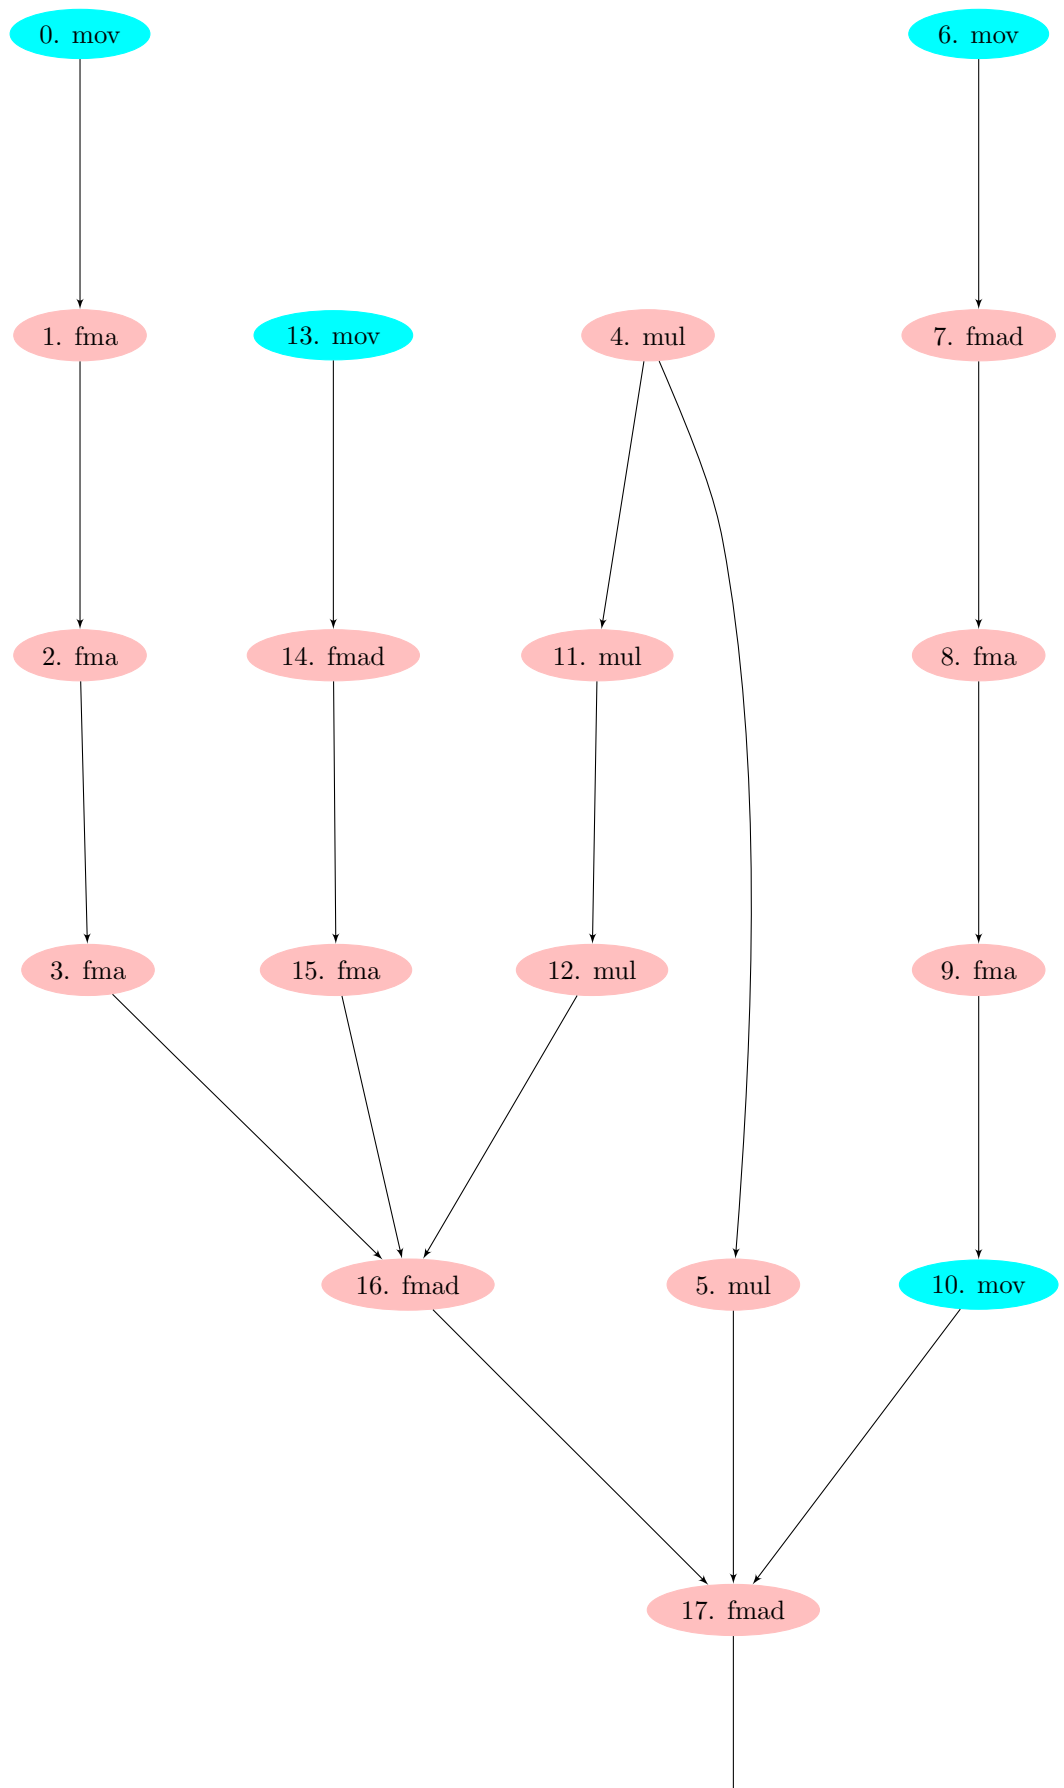 0. mov
6. mov
1. fma
13. mov
4. mul
7. fmad
2. fma
14. fmad
11. mul
8. fma
3. fma
15. fma
12. mul
9. fma
16. fmad
5. mul
10. mov
17. fmad